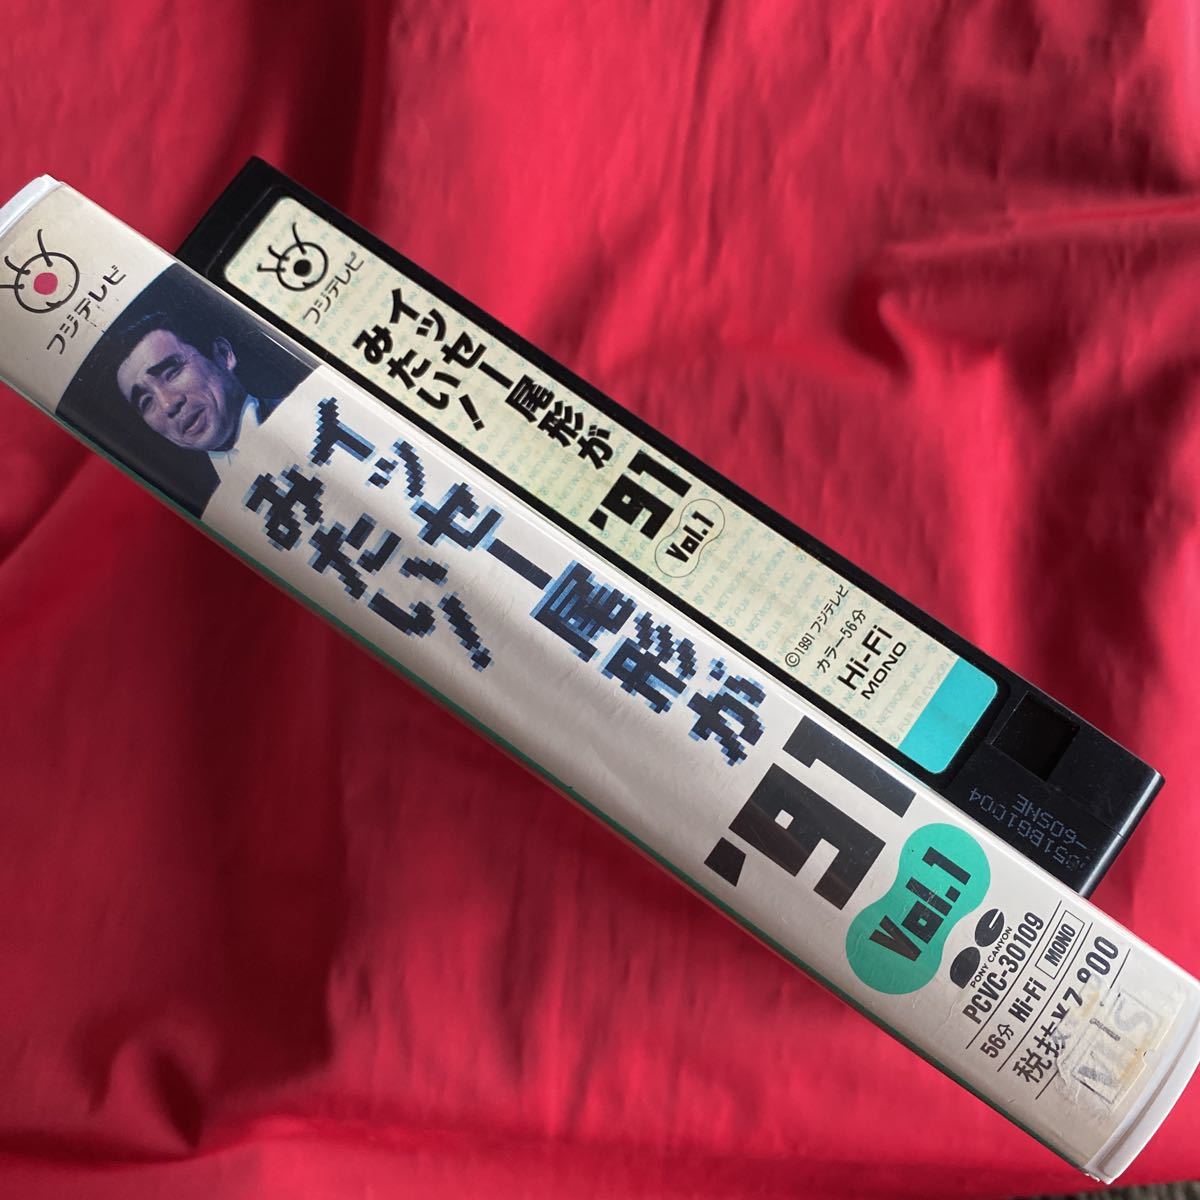 フジテレビ
イッセー尾形が
みたい!
'91
Vol.1
©1991 フジテレビ
カラー56分
Hi-Fi
MONO
フジテレビ
イッセー尾形が
みたい!
'91
Vol.1
PONY CANYON
PCVC-30109
56分 Hi-Fi MONO
税抜¥7,800
VHS